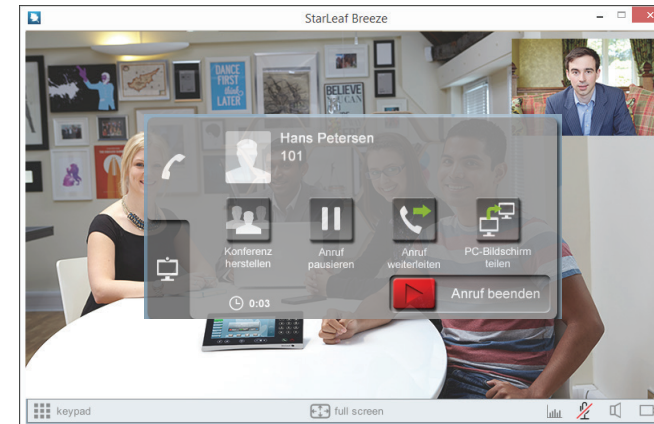 StarLeaf Breeze
DANCE
FIRST
think
LATER
BELIEVE
YOU CAN
Hans Petersen
101
Konferenz
herstellen
Anruf
pausieren
Anruf
weiterleiten
PC-Bildschirm
teilen
0:03
Anruf beenden
keypad
full screen